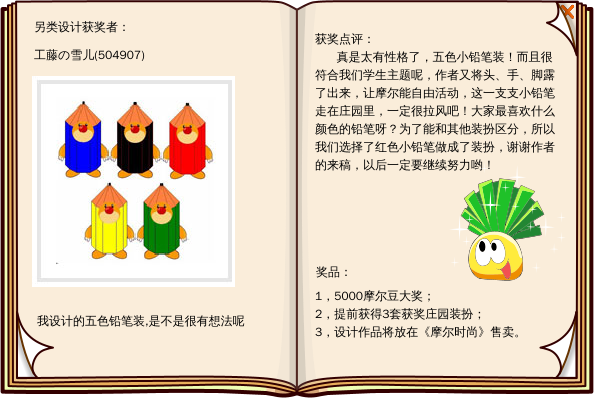 另类设计获奖者：
工藤の雪儿(504907)
我设计的五色铅笔装,是不是很有想法呢
获奖点评：
真是太有性格了，五色小铅笔装！而且很
符合我们学生主题呢，作者又将头、手、脚露
了出来，让摩尔能自由活动，这一支支小铅笔
走在庄园里，一定很拉风吧！大家最喜欢什么
颜色的铅笔呀？为了能和其他装扮区分，所以
我们选择了红色小铅笔做成了装扮，谢谢作者
的来稿，以后一定要继续努力哟！
奖品：
1，5000摩尔豆大奖；
2，提前获得3套获奖庄园装扮；
3，设计作品将放在《摩尔时尚》售卖。